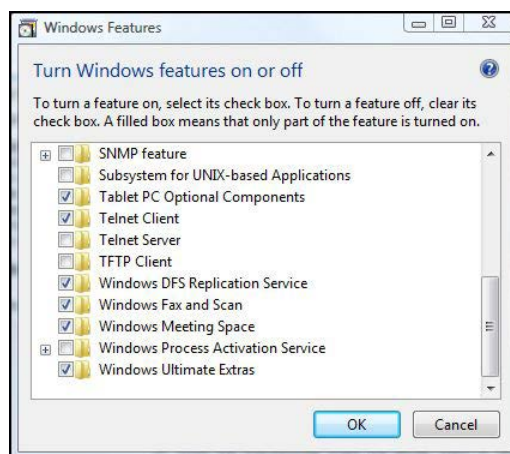 Windows Features
Turn Windows features on or off
To turn a feature on, select its check box. To turn a feature off, clear its
check box. A filled box means that only part of the feature is turned on.
SNMP feature
Subsystem for UNIX-based Applications
Tablet PC Optional Components
Telnet Client
Telnet Server
TFTP Client
Windows DFS Replication Service
Windows Fax and Scan
Windows Meeting Space
Windows Process Activation Service
Windows Ultimate Extras
OK Cancel